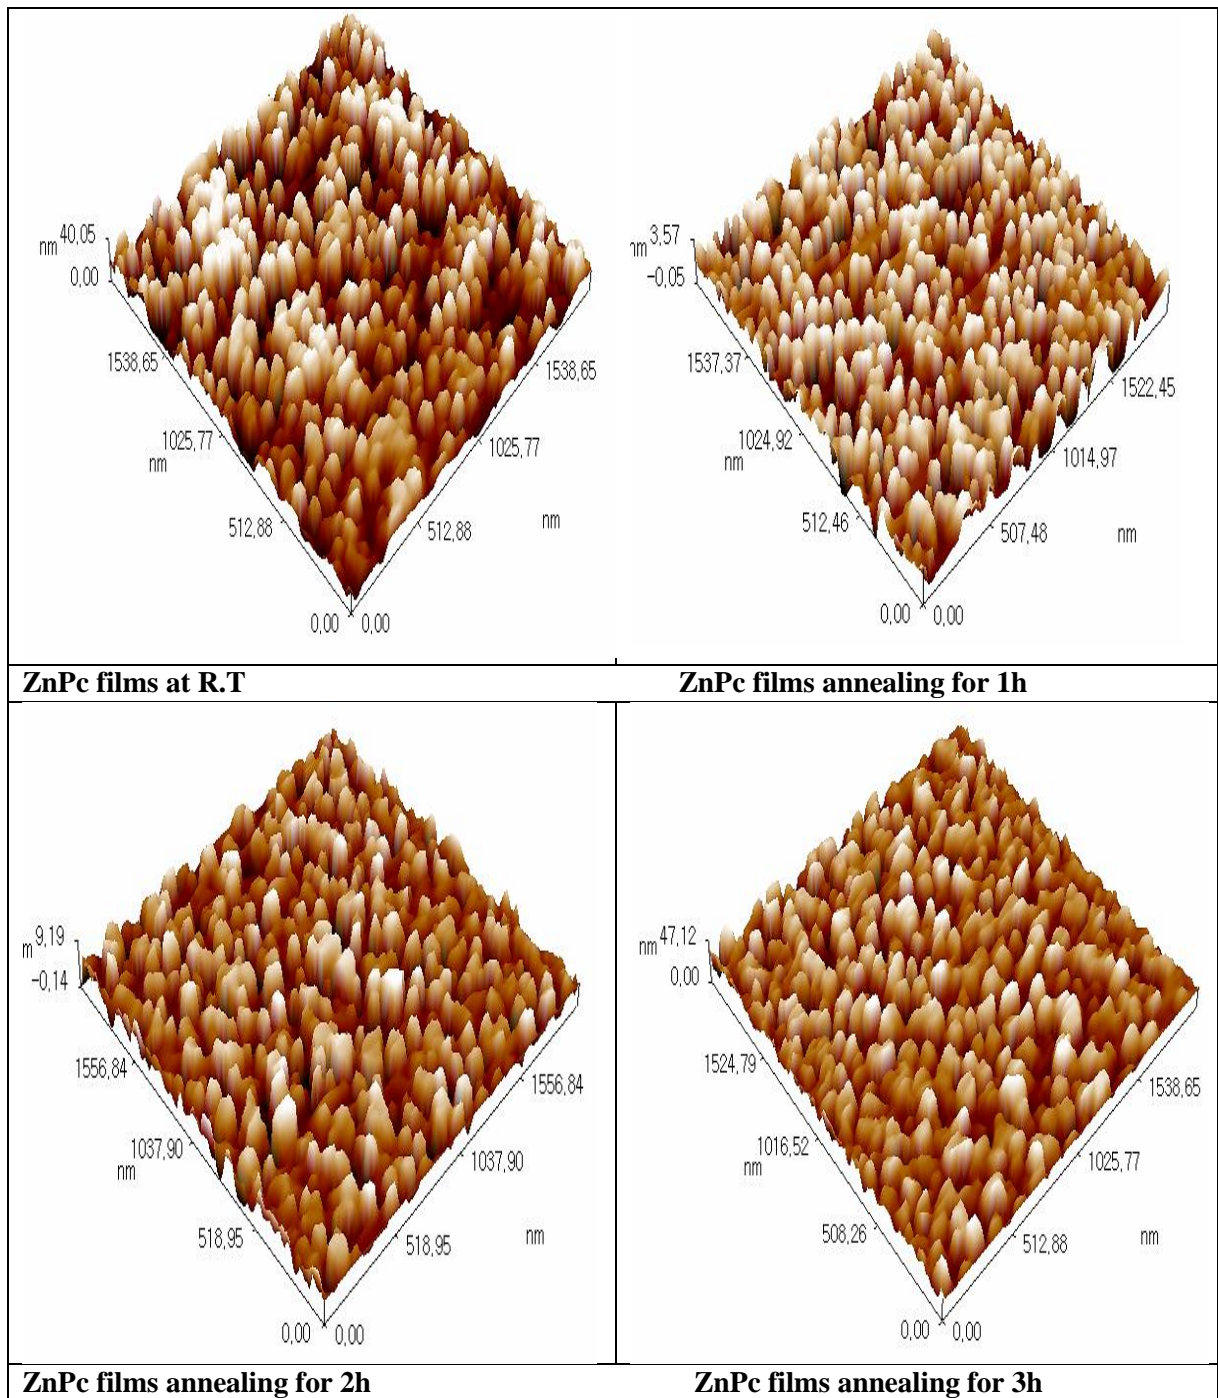 nm 40,05
0,00
1538,65
1025,77
nm
512,88
0,00 0,00
512,88
1025,77
1538,65
nm
nm 3,57
-0,05
1537,37
1024,92
nm
512,46
0,00 0,00
507,48
1014,97
1522,45
nm
ZnPc films at R.T
ZnPc films annealing for 1h
m 9,19
-0,14
1556,84
1037,90
nm
518,95
0,00 0,00
518,95
1037,90
1556,84
nm
nm 47,12
0,00
1524,79
1016,52
nm
508,26
0,00 0,00
512,88
1025,77
1538,65
nm
ZnPc films annealing for 2h
ZnPc films annealing for 3h